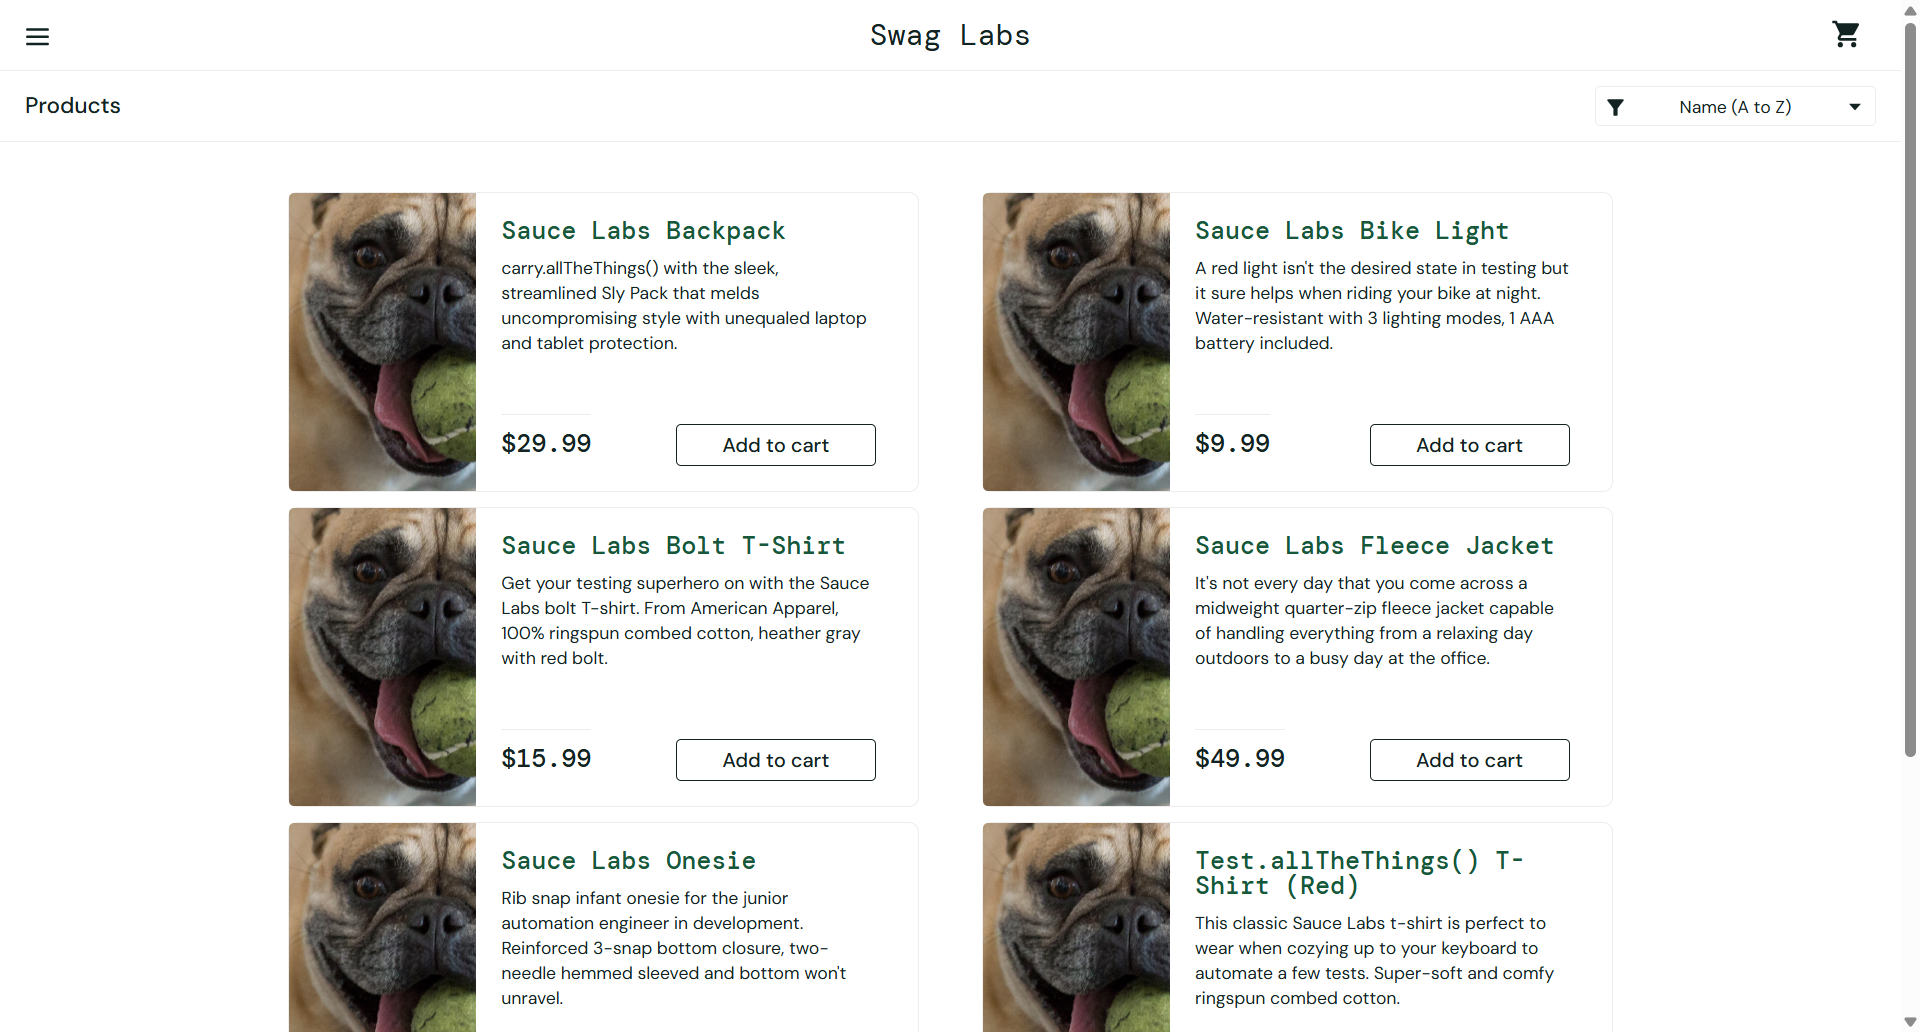 Swag Labs
Products
Name (A to Z)
Sauce Labs Backpack
carry.allTheThings() with the sleek,
streamlined Sly Pack that melds
uncompromising style with unequaled laptop
and tablet protection.
$29.99
Add to cart
Sauce Labs Bike Light
A red light isn't the desired state in testing but
it sure helps when riding your bike at night.
Water-resistant with 3 lighting modes, 1 AAA
battery included.
$9.99
Add to cart
Sauce Labs Bolt T-Shirt
Get your testing superhero on with the Sauce
Labs bolt T-shirt. From American Apparel,
100% ringspun combed cotton, heather gray
with red bolt.
$15.99
Add to cart
Sauce Labs Fleece Jacket
It's not every day that you come across a
midweight quarter-zip fleece jacket capable
of handling everything from a relaxing day
outdoors to a busy day at the office.
$49.99
Add to cart
Sauce Labs Onesie
Rib snap infant onesie for the junior
automation engineer in development.
Reinforced 3-snap bottom closure, two-
needle hemmed sleeved and bottom won't
unravel.
Test.allTheThings() T-
Shirt (Red)
This classic Sauce Labs t-shirt is perfect to
wear when cozying up to your keyboard to
automate a few tests. Super-soft and comfy
ringspun combed cotton.